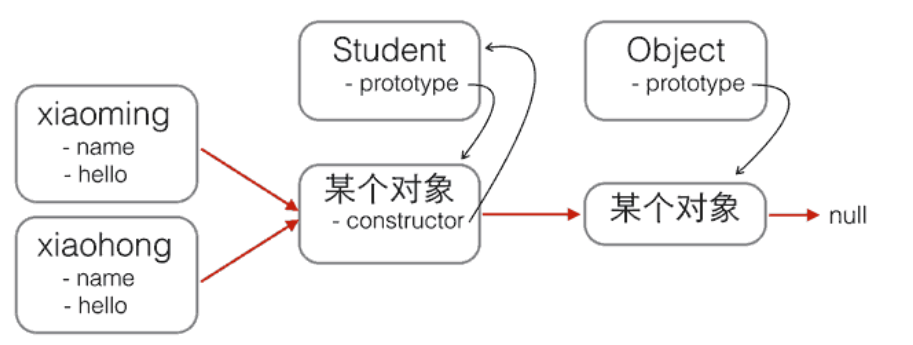 xiaoming
- name
- hello
xiaohong
- name
- hello
Student
- prototype
某个对象
- constructor
Object
- prototype
某个对象
null